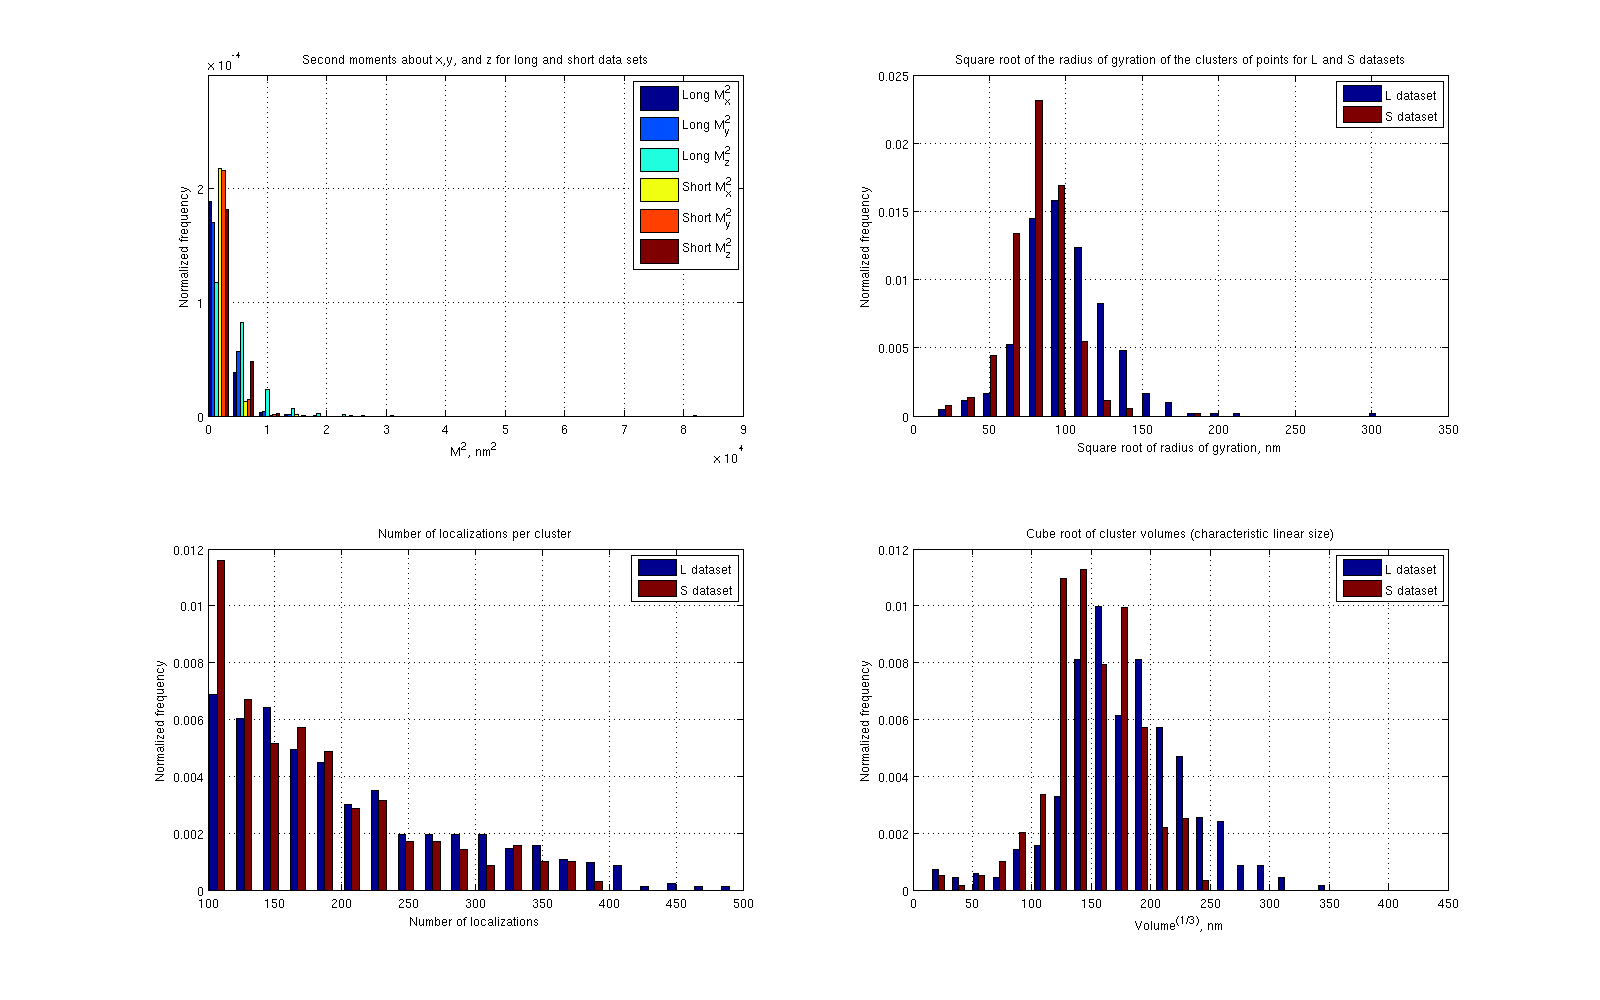 Second moments about x,y, and z for long and short data sets
× 10^-4
Normalized frequency
2
1
0
0 1 2 3 4 5 6 7 8 9
× 10^4
M^2, nm^2
Long M_x^2
Long M_y^2
Long M_z^2
Short M_x^2
Short M_y^2
Short M_z^2
Square root of the radius of gyration of the clusters of points for L and S datasets
Normalized frequency
0.025
0.02
0.015
0.01
0.005
0
0 50 100 150 200 250 300 350
Square root of radius of gyration, nm
L dataset
S dataset
Number of localizations per cluster
Normalized frequency
0.012
0.01
0.008
0.006
0.004
0.002
0
100 150 200 250 300 350 400 450 500
Number of localizations
L dataset
S dataset
Cube root of cluster volumes (characteristic linear size)
Normalized frequency
0.012
0.01
0.008
0.006
0.004
0.002
0
0 50 100 150 200 250 300 350 400 450
Volume^(1/3), nm
L dataset
S dataset